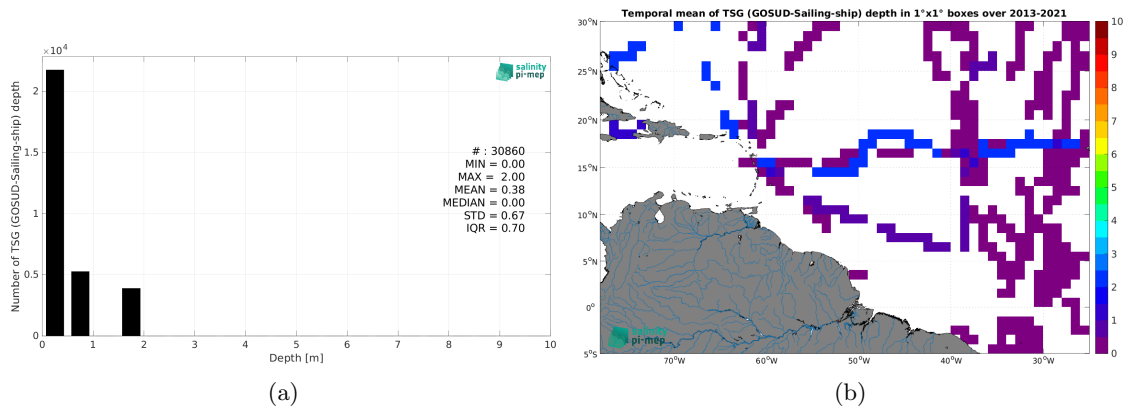 ×10⁴
2
1.5
1
0.5
0
Number of TSG (GOSUD-Sailing-ship) depth
0 1 2 3 4 5 6 7 8 9 10
Depth [m]
salinity
pi-mep
# : 30860
MIN = 0.00
MAX = 2.00
MEAN = 0.38
MEDIAN = 0.00
STD = 0.67
IQR = 0.70
(a)
Temporal mean of TSG (GOSUD-Sailing-ship) depth in 1°x1° boxes over 2013-2021
30°N
25°N
20°N
15°N
10°N
5°N
0°
5°S
70°W 60°W 50°W 40°W 30°W
salinity
pi-mep
10
9
8
7
6
5
4
3
2
1
0
(b)